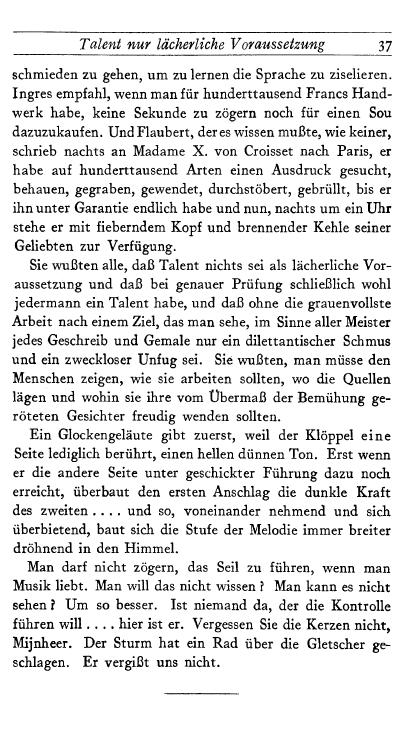 Talent nur lächerliche Voraussetzung 37
schmieden zu gehen, um zu lernen die Sprache zu ziselieren.
Ingres empfahl, wenn man für hunderttausend Francs Hand-
werk habe, keine Sekunde zu zögern noch für einen Sou
dazuzukaufen. Und Flaubert, der es wissen mußte, wie keiner,
schrieb nachts an Madame X. von Croisset nach Paris, er
habe auf hunderttausend Arten einen Ausdruck gesucht,
behauen, gegraben, gewendet, durchstöbert, gebrüllt, bis er
ihn unter Garantie endlich habe und nun, nachts um ein Uhr
stehe er mit fieberndem Kopf und brennender Kehle seiner
Geliebten zur Verfügung.
Sie wußten alle, daß Talent nichts sei als lächerliche Vor-
aussetzung und daß bei genauer Prüfung schließlich wohl
jedermann ein Talent habe, und daß ohne die grauenvollste
Arbeit nach einem Ziel, das man sehe, im Sinne aller Meister
jedes Geschreib und Gemale nur ein dilettantischer Schmus
und ein zweckloser Unfug sei. Sie wußten, man müsse den
Menschen zeigen, wie sie arbeiten sollten, wo die Quellen
lägen und wohin sie ihre vom Übermaß der Bemühung ge-
röteten Gesichter freudig wenden sollten.
Ein Glockengeläute gibt zuerst, weil der Klöppel eine
Seite lediglich berührt, einen hellen dünnen Ton. Erst wenn
er die andere Seite unter geschickter Führung dazu noch
erreicht, überbaut den ersten Anschlag die dunkle Kraft
des zweiten .... und so, voneinander nehmend und sich
überbietend, baut sich die Stufe der Melodie immer breiter
dröhnend in den Himmel.
Man darf nicht zögern, das Seil zu führen, wenn man
Musik liebt. Man will das nicht wissen? Man kann es nicht
sehen? Um so besser. Ist niemand da, der die Kontrolle
führen will .... hier ist er. Vergessen Sie die Kerzen nicht,
Mijnheer. Der Sturm hat ein Rad über die Gletscher ge-
schlagen. Er vergißt uns nicht.